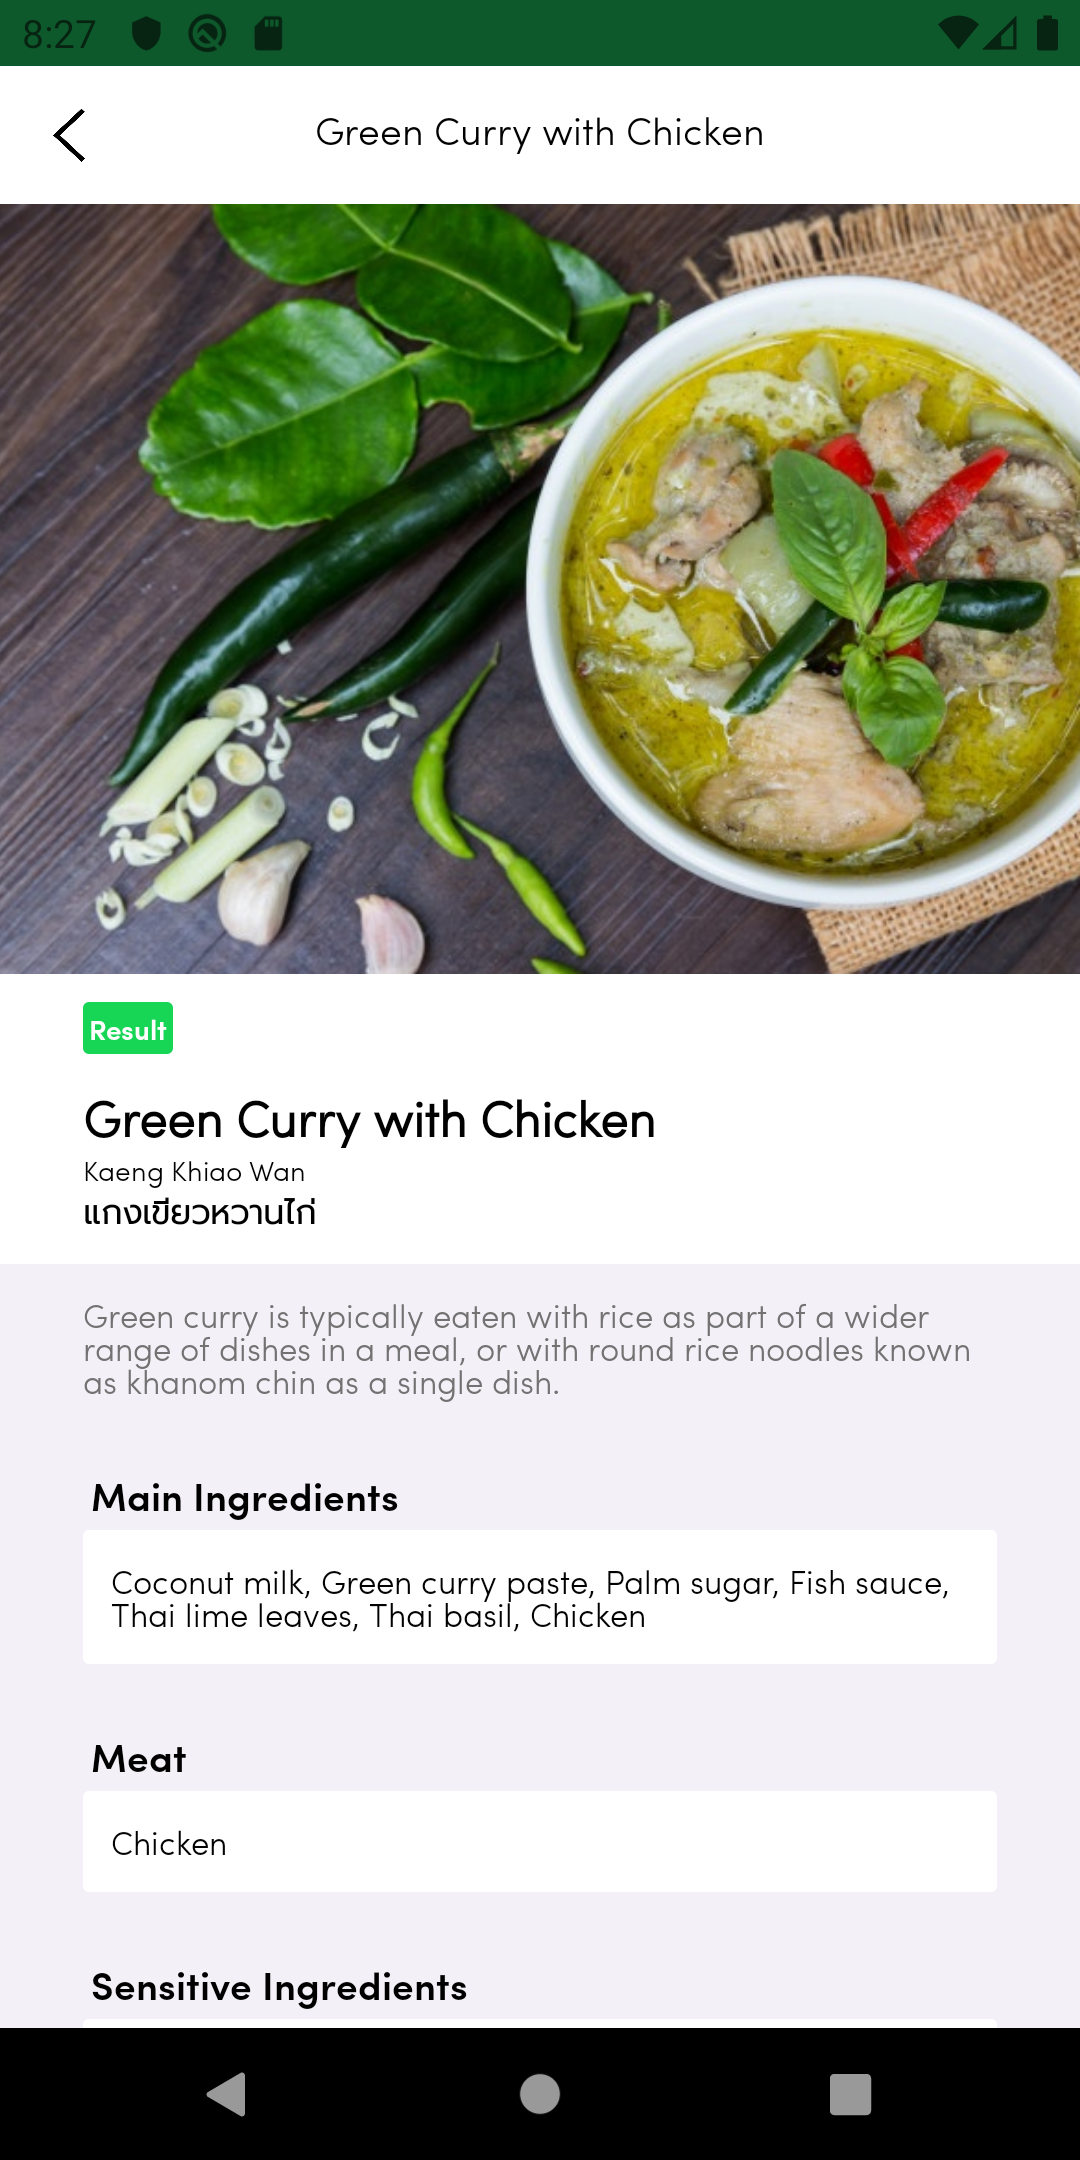 8:27
Green Curry with Chicken
Result
Green Curry with Chicken
Kaeng Khiao Wan
แกงเขียวหวานไก่
Green curry is typically eaten with rice as part of a wider
range of dishes in a meal, or with round rice noodles known
as khanom chin as a single dish.
Main Ingredients
Coconut milk, Green curry paste, Palm sugar, Fish sauce,
Thai lime leaves, Thai basil, Chicken
Meat
Chicken
Sensitive Ingredients